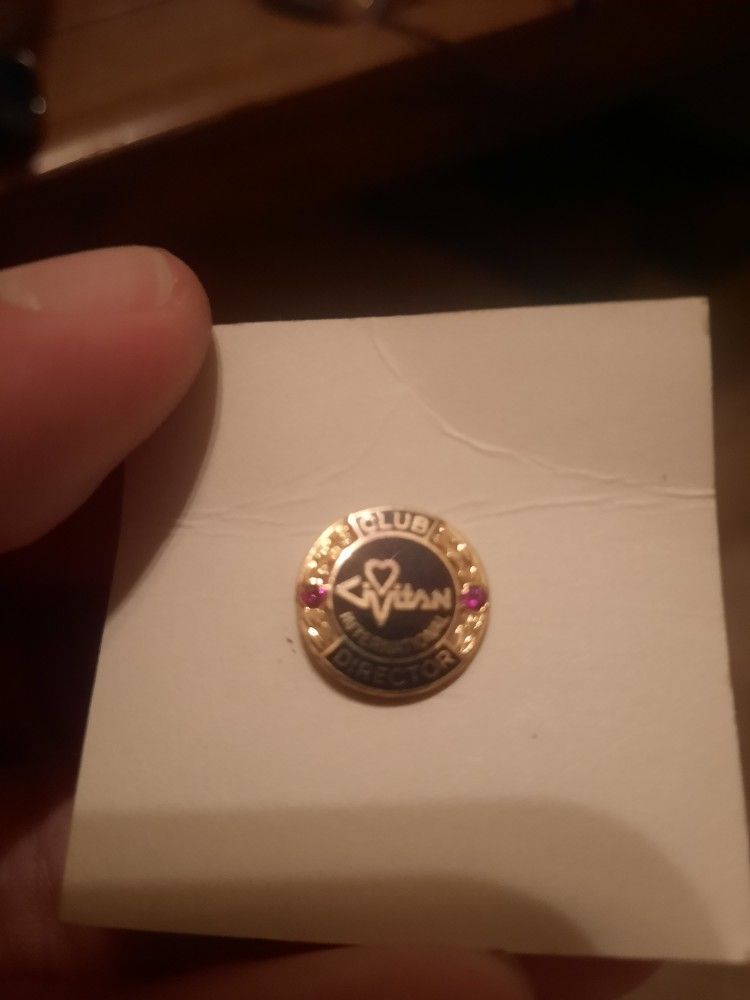 CLUB
CiVitAN
INTERNATIONAL
DIRECTOR